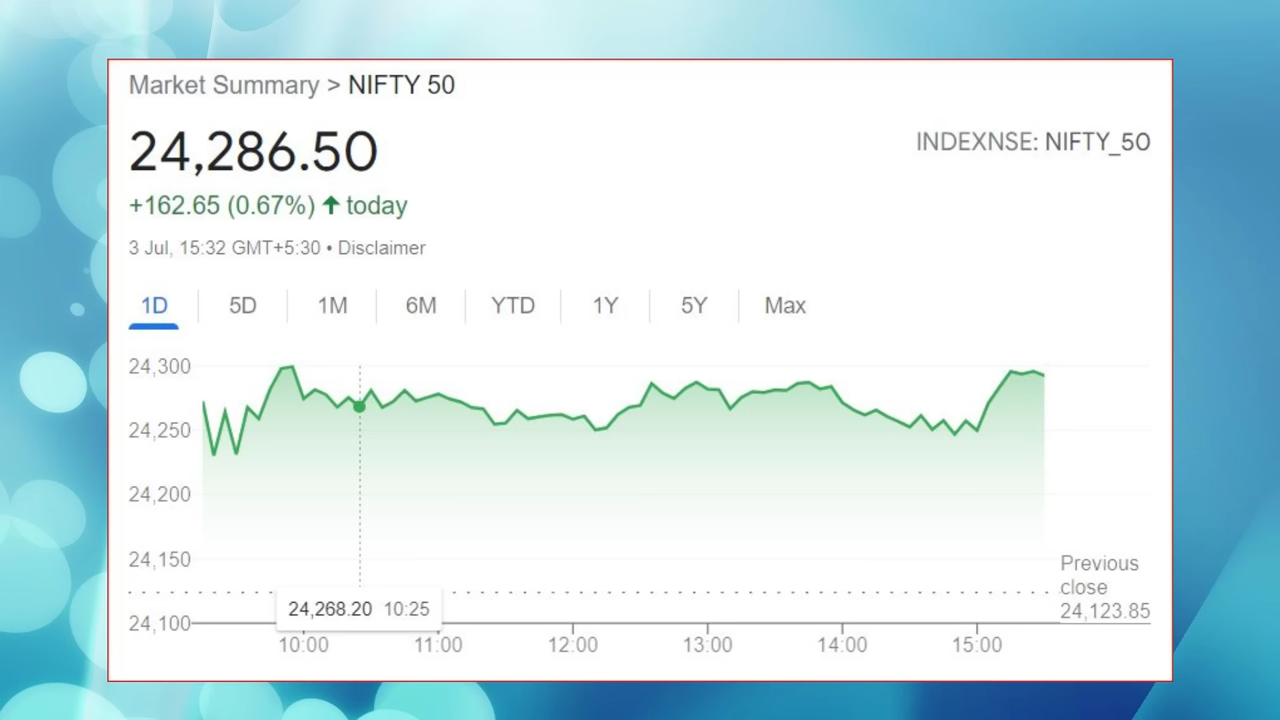 Market Summary > NIFTY 50
24,286.50
INDEXNSE: NIFTY_50
+162.65 (0.67%) ↑ today
3 Jul, 15:32 GMT+5:30 • Disclaimer
1D 5D 1M 6M YTD 1Y 5Y Max
24,300
24,250
24,200
24,150
24,100
Previous
close
24,123.85
24,268.20 10:25
10:00 11:00 12:00 13:00 14:00 15:00